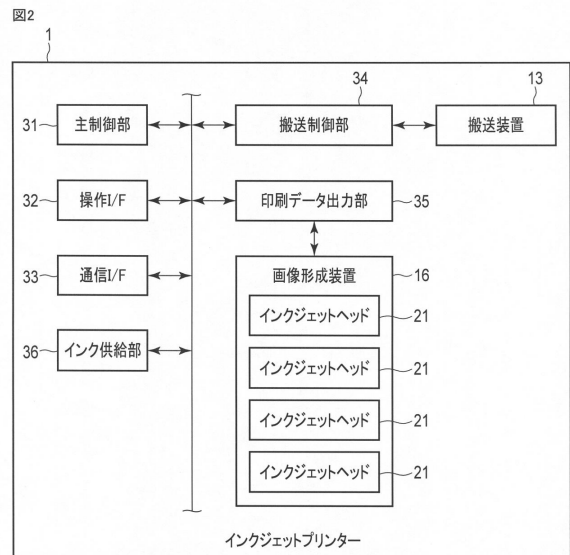 図2
1
34
13
31
主制御部
搬送制御部
搬送装置
32
操作I/F
印刷データ出力部
35
33
通信I/F
画像形成装置
16
インクジェットヘッド
21
36
インク供給部
インクジェットヘッド
21
インクジェットヘッド
21
インクジェットヘッド
21
インクジェットプリンター